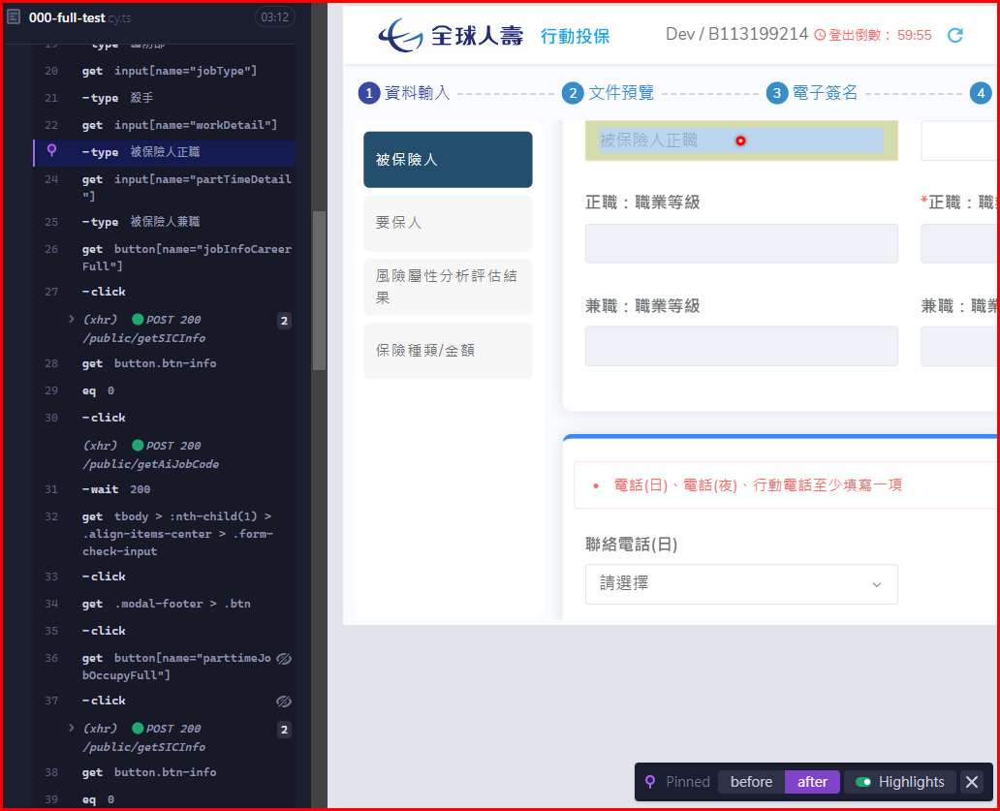 000-full-test cy.ts
03:12
20 get input[name="jobType"]
21 -type 殺手
22 get input[name="workDetail"]
-type 被保險人正職
24 get input[name="partTimeDetail
"]
25 -type 被保險人兼職
26 get button[name="jobInfoCareer
Full"]
27 -click
(xhr) POST 200
2
/public/getSICInfo
28 get button.btn-info
29 eq 0
30 -click
(xhr) POST 200
/public/getAiJobCode
31 -wait 200
32 get tbody > :nth-child(1) >
.align-items-center > .form-
check-input
33 -click
34 get .modal-footer > .btn
35 -click
36 get button[name="parttimeJo
bOccupyFull"]
37 -click
(xhr) POST 200
2
/public/getSICInfo
38 get button.btn-info
39 eq 0
全球人壽 行動投保
Dev / B113199214 登出倒數： 59:55
1 資料輸入
2 文件預覽
3 電子簽名
4
被保險人
要保人
風險屬性分析評估結
果
保險種類/金額
被保險人正職
正職：職業等級
*正職：職業
兼職：職業等級
兼職：職業
電話(日)、電話(夜)、行動電話至少填寫一項
聯絡電話(日)
請選擇
Pinned before after Highlights